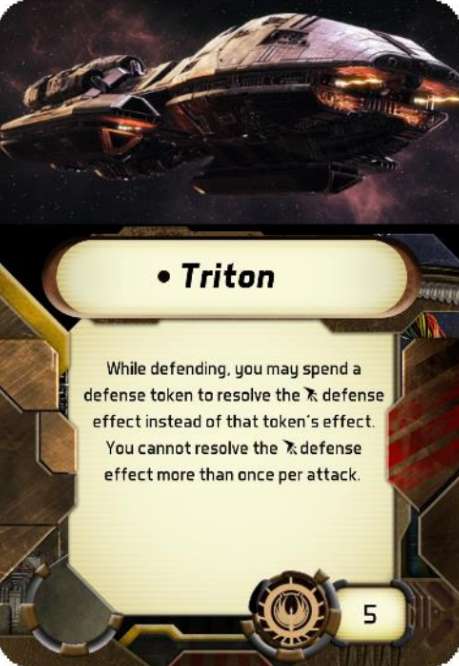 • Triton
While defending, you may spend a
defense token to resolve the defense
effect instead of that token's effect.
You cannot resolve the defense
effect more than once per attack.
5